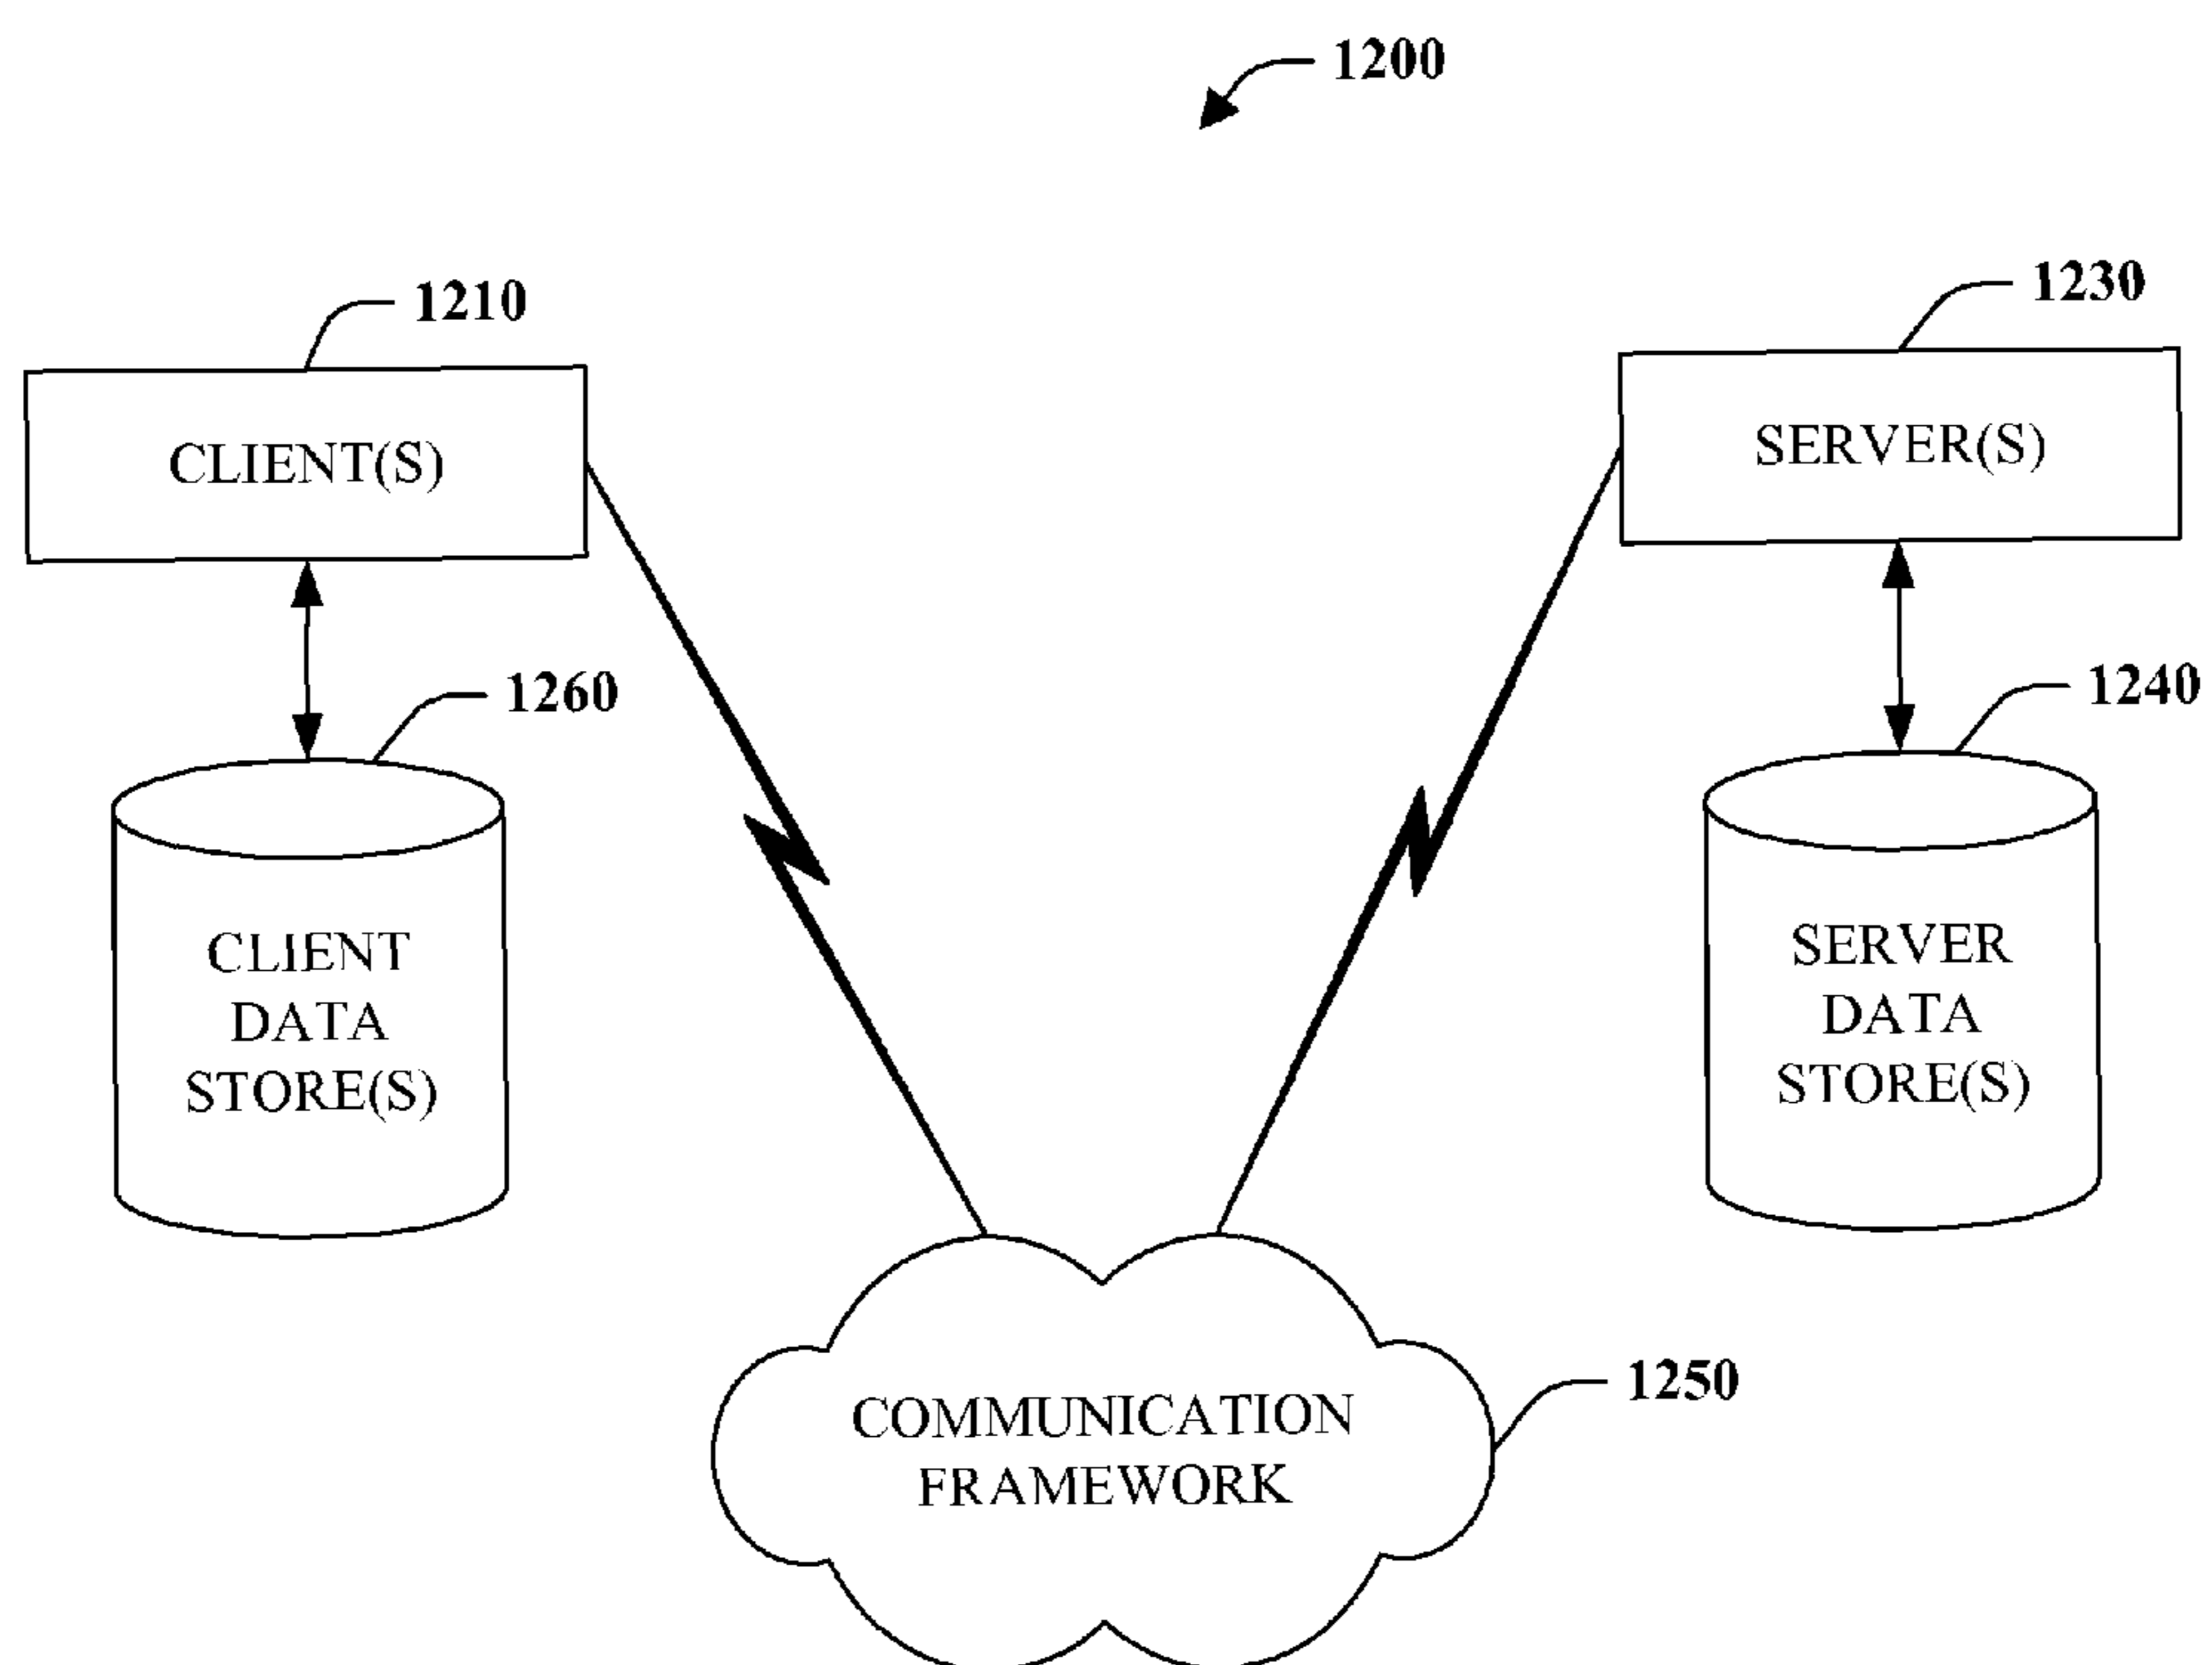 1200
1210
1230
CLIENT(S)
SERVER(S)
1260
1240
CLIENT
DATA
STORE(S)
SERVER
DATA
STORE(S)
1250
COMMUNICATION
FRAMEWORK